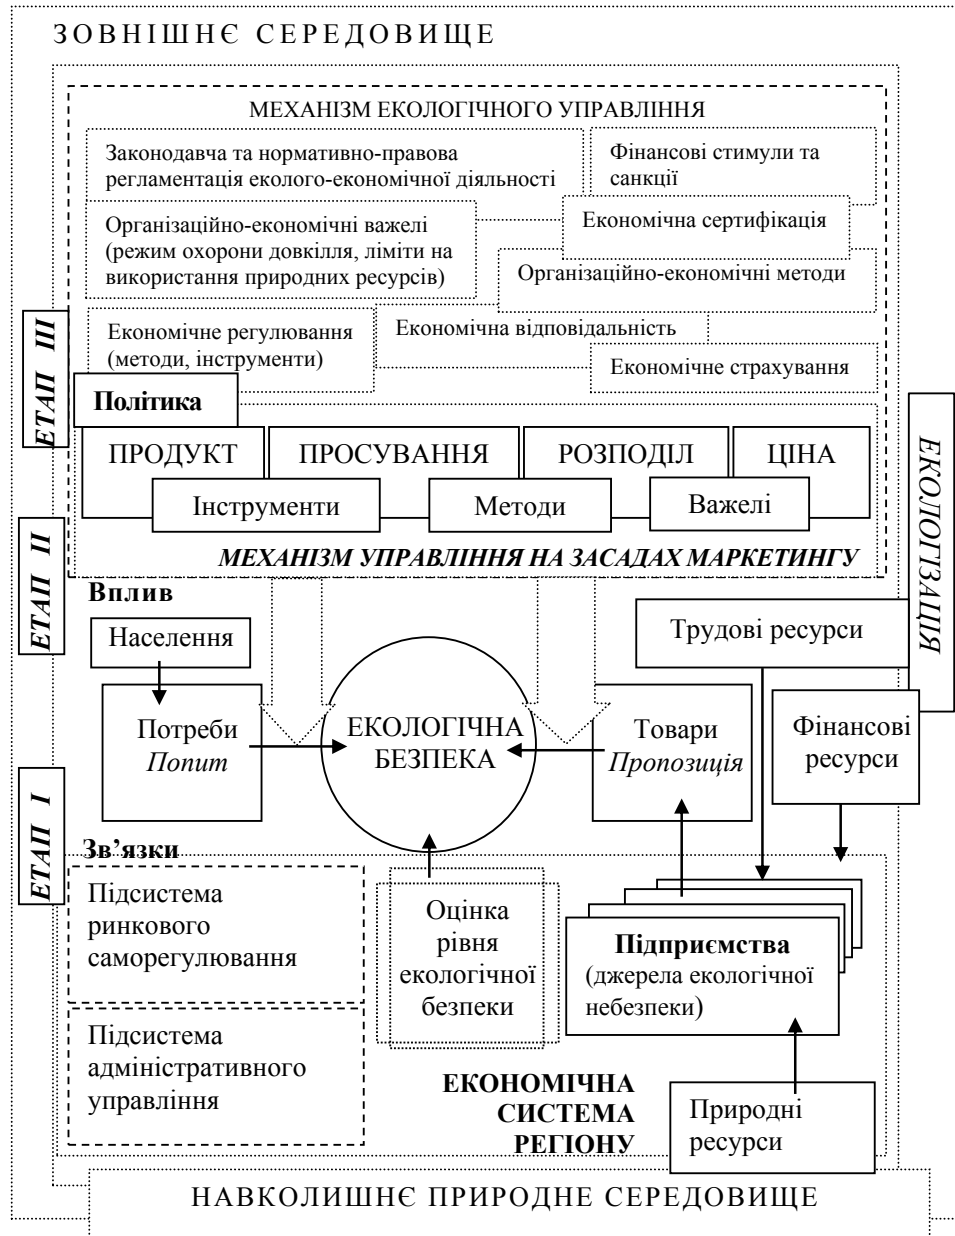 ЗОВНІШНЄ СЕРЕДОВИЩЕ
МЕХАНІЗМ ЕКОЛОГІЧНОГО УПРАВЛІННЯ
Законодавча та нормативно-правова
регламентація еколого-економічної діяльності
Фінансові стимули та
санкції
Організаційно-економічні важелі
(режим охорони довкілля, ліміти на
використання природних ресурсів)
Економічна сертифікація
Організаційно-економічні методи
Економічне регулювання
(методи, інструменти)
Економічна відповідальність
Економічне страхування
ЕТАП III
Політика
ПРОДУКТ
ПРОСУВАННЯ
РОЗПОДІЛ
ЦІНА
Інструменти
Методи
Важелі
МЕХАНІЗМ УПРАВЛІННЯ НА ЗАСАДАХ МАРКЕТИНГУ
ЕКОЛОГІЗАЦІЯ
ЕТАП II
Вплив
Населення
Трудові ресурси
Потреби
Попит
ЕКОЛОГІЧНА
БЕЗПЕКА
Товари
Пропозиція
Фінансові
ресурси
ЕТАП I
Зв’язки
Підсистема
ринкового
саморегулювання
Оцінка
рівня
екологічної
безпеки
Підприємства
(джерела екологічної
небезпеки)
Підсистема
адміністративного
управління
ЕКОНОМІЧНА
СИСТЕМА
РЕГІОНУ
Природні
ресурси
НАВКОЛИШНЄ ПРИРОДНЕ СЕРЕДОВИЩЕ